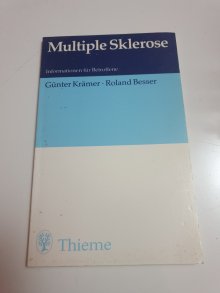 Multiple Sklerose
Informationen für Betroffene
Günter Krämer · Roland Besser
Thieme